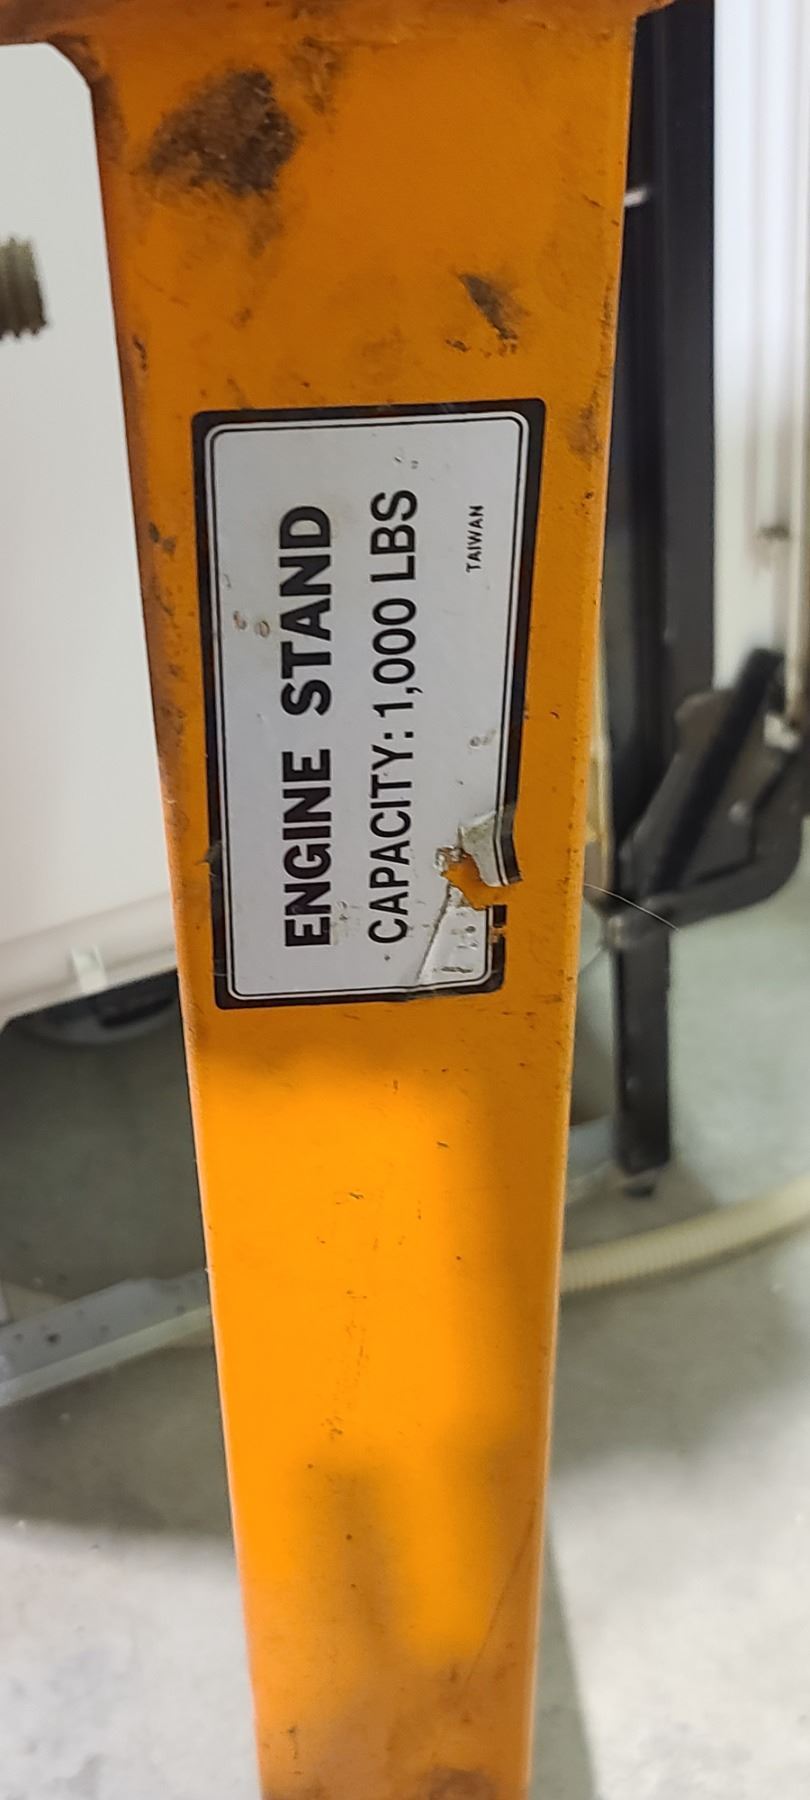 ENGINE STAND
CAPACITY: 1,000 LBS
TAIWAN